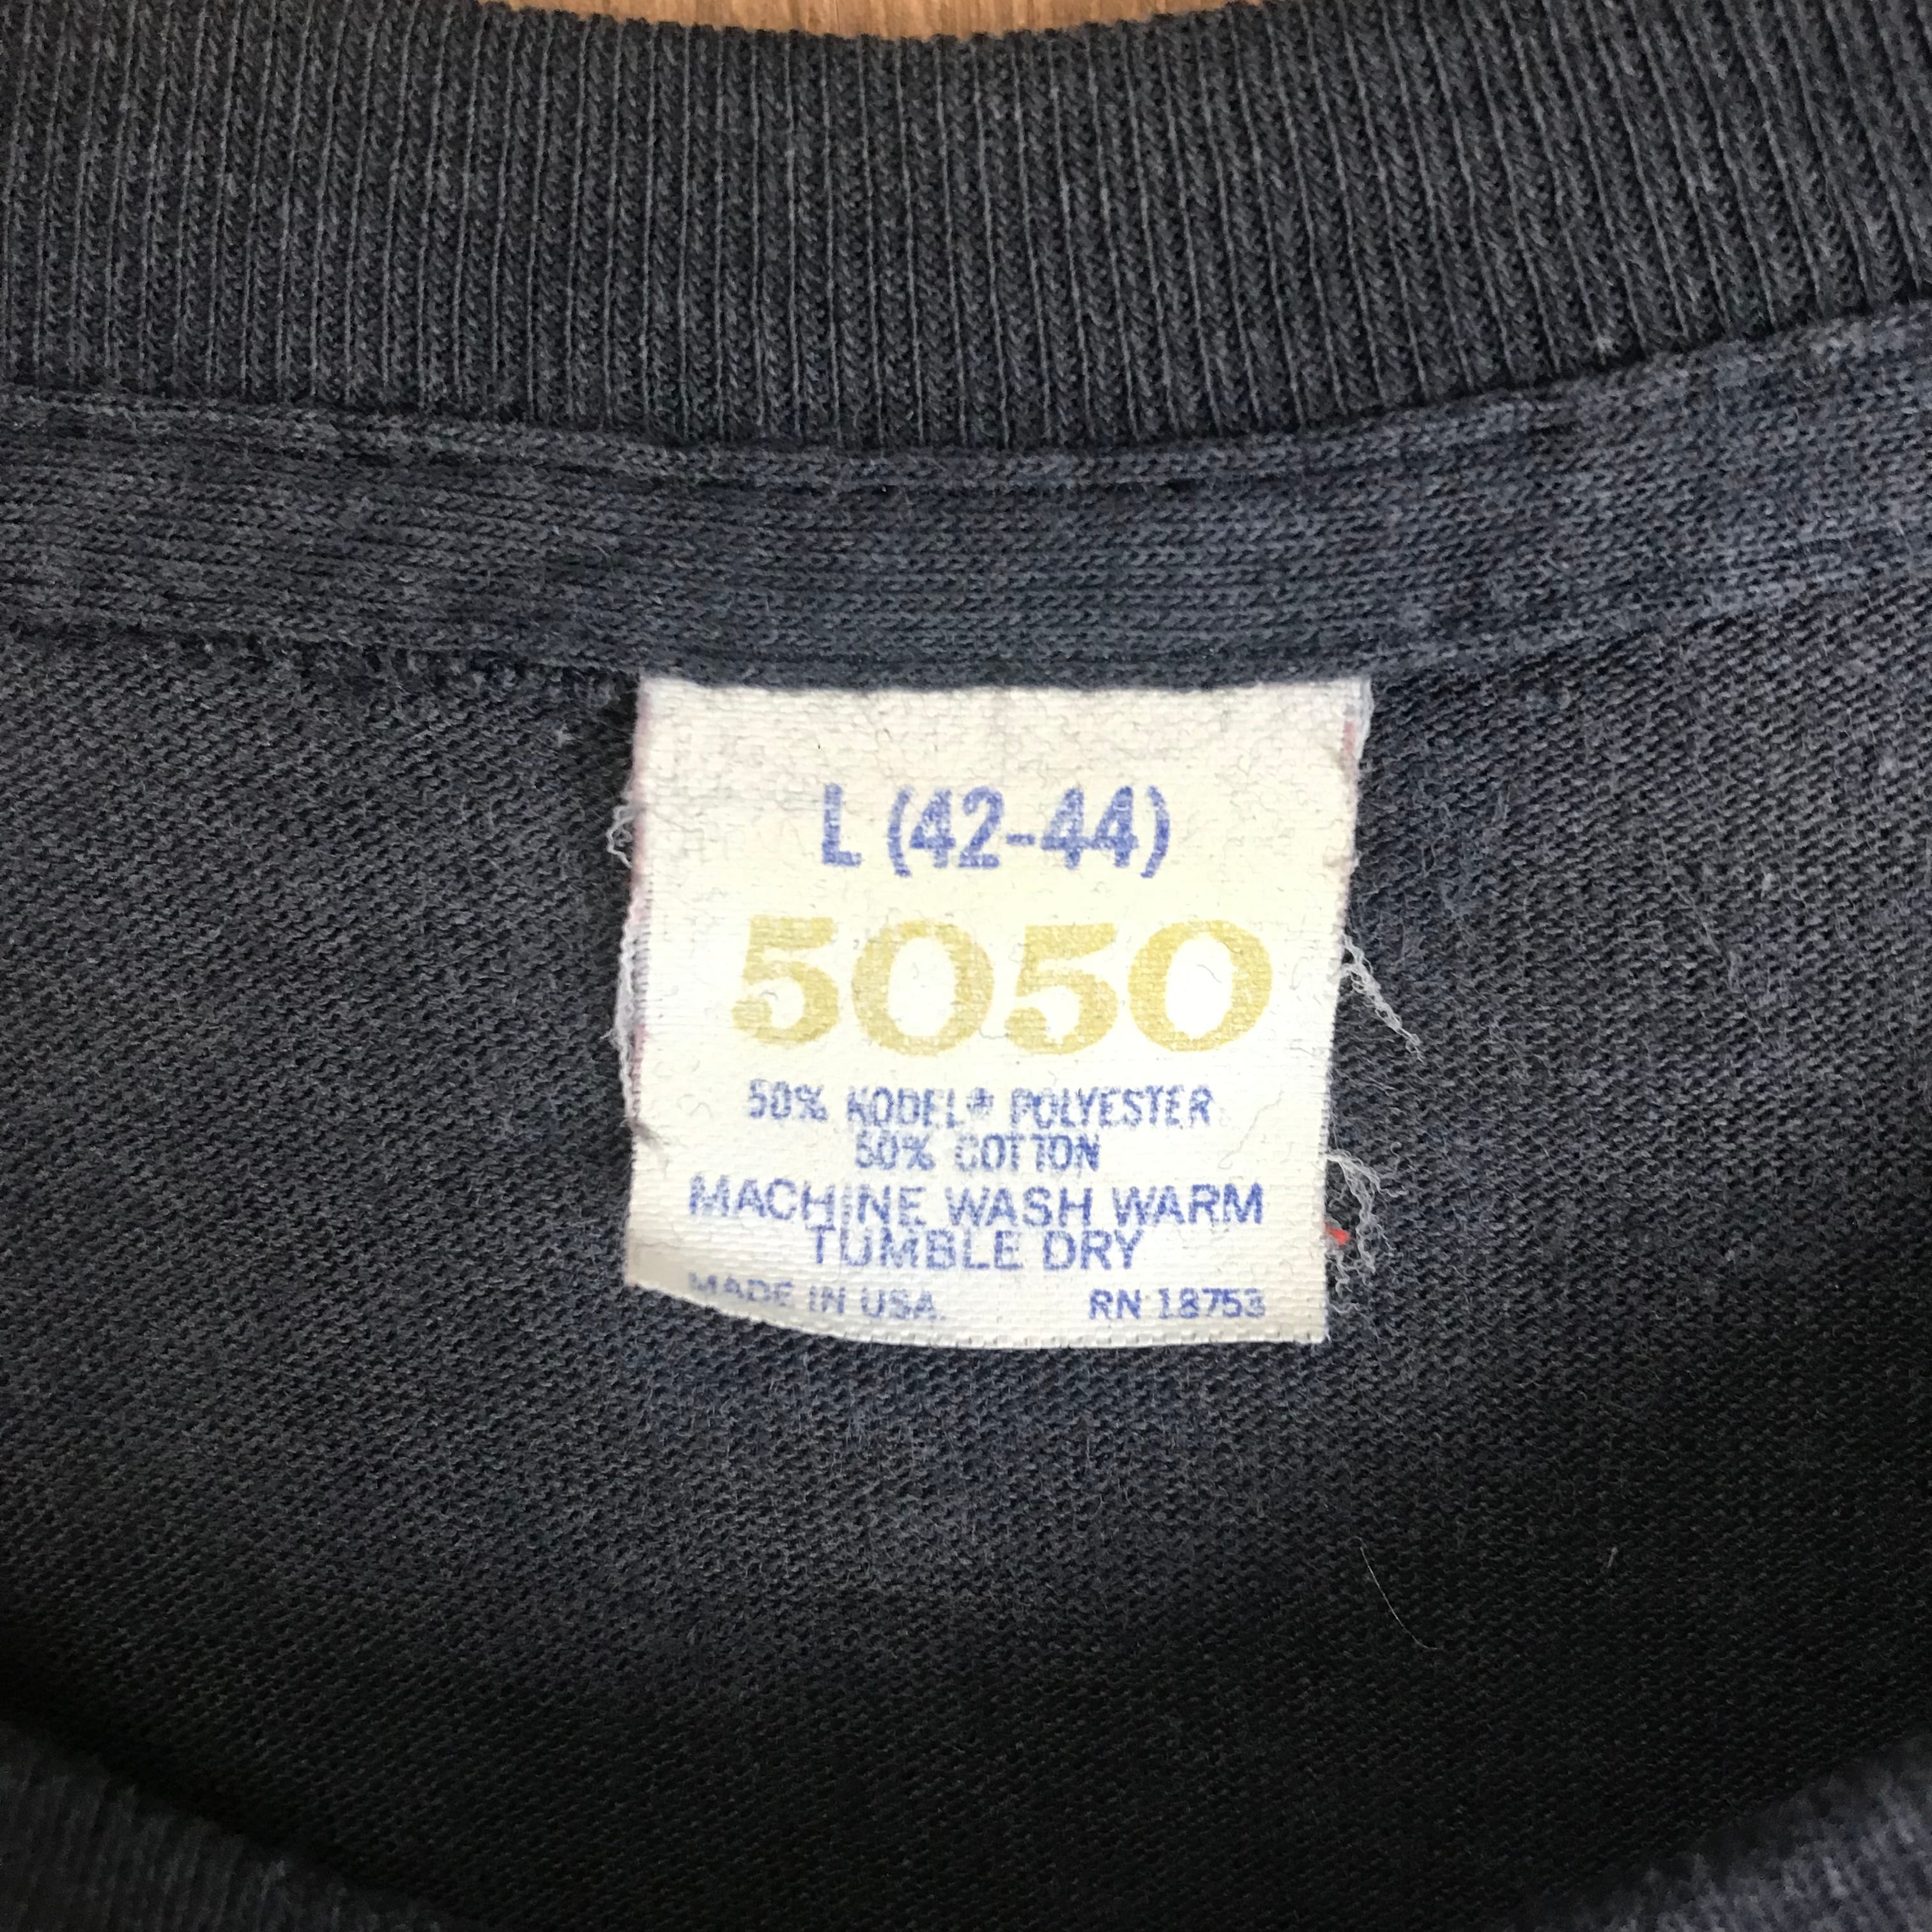 L (42-44)
5050
50% KODEL® POLYESTER
50% COTTON
MACHINE WASH WARM
TUMBLE DRY
MADE IN USA. RN 18753